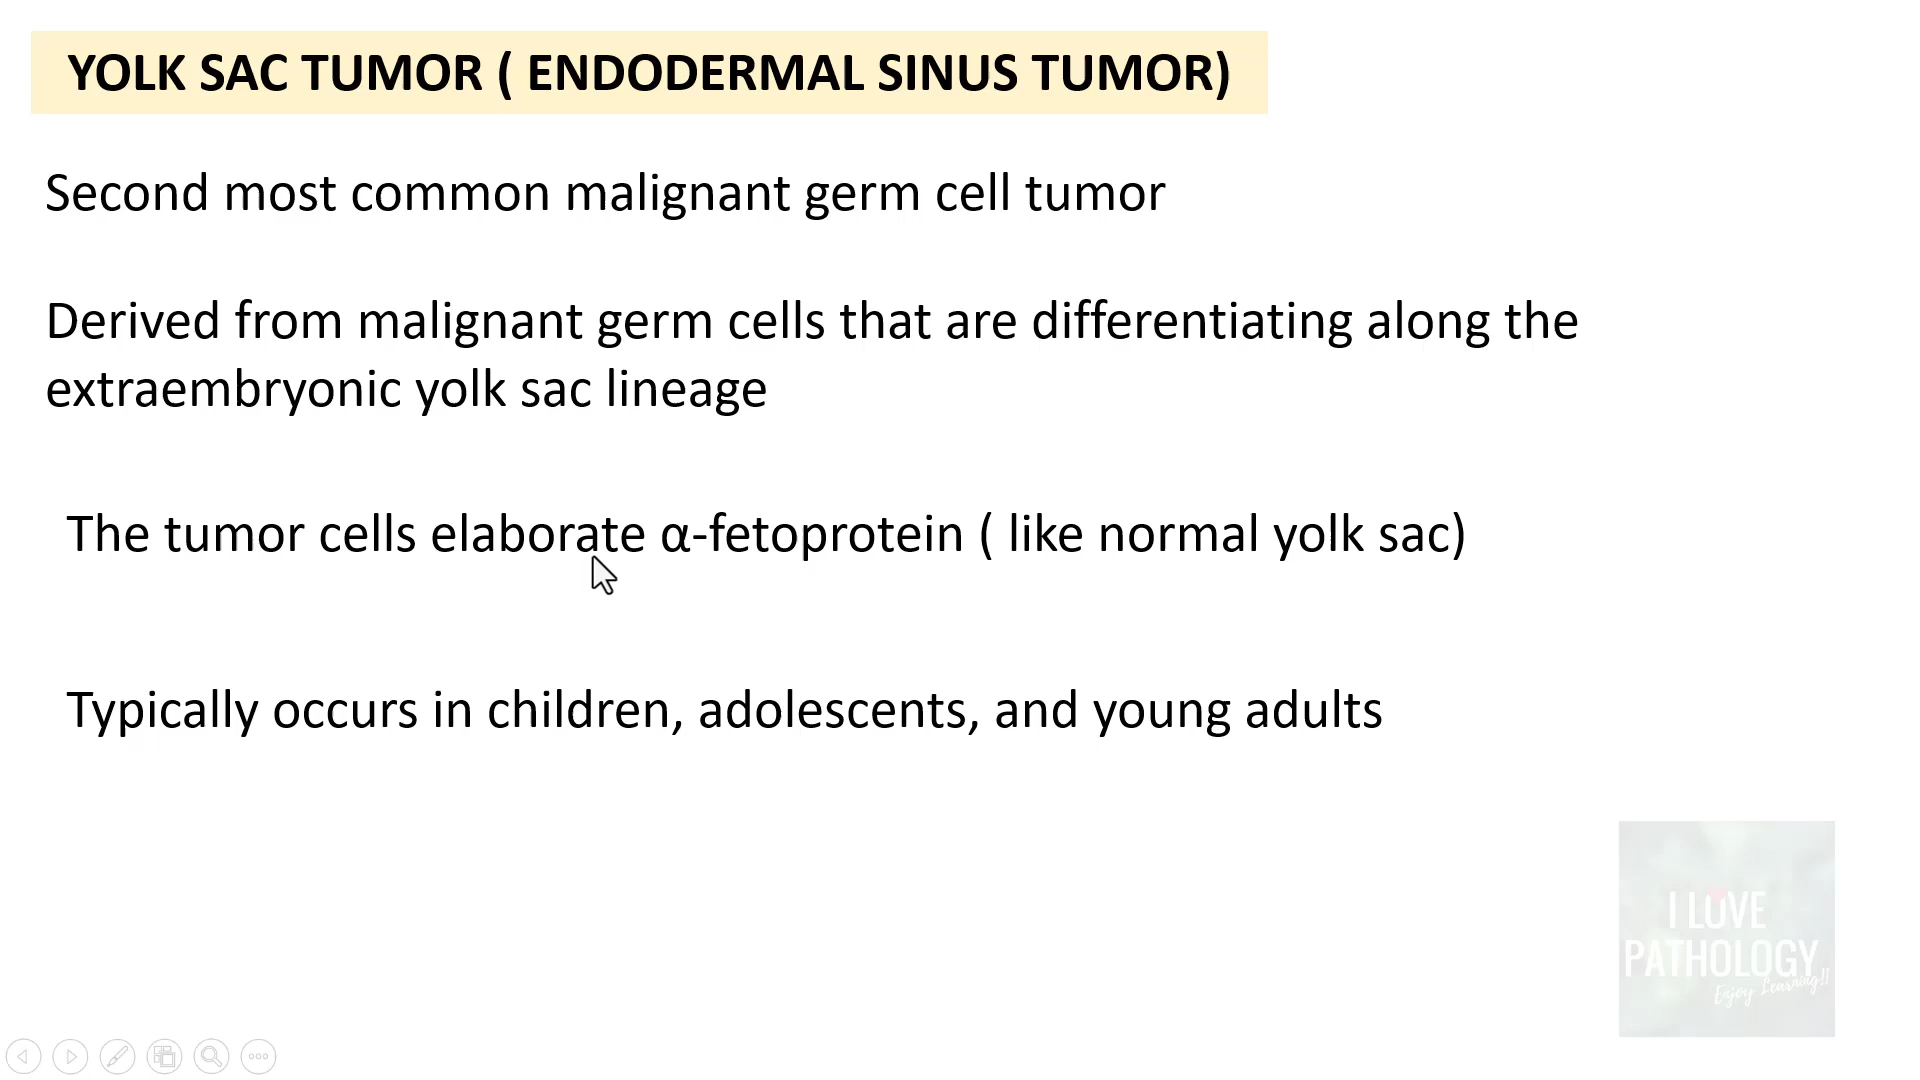 YOLK SAC TUMOR ( ENDODERMAL SINUS TUMOR)
Second most common malignant germ cell tumor
Derived from malignant germ cells that are differentiating along the
extraembryonic yolk sac lineage
The tumor cells elaborate α-fetoprotein ( like normal yolk sac)
Typically occurs in children, adolescents, and young adults
I LOVE
PATHOLOGY
Enjoy Learning!!